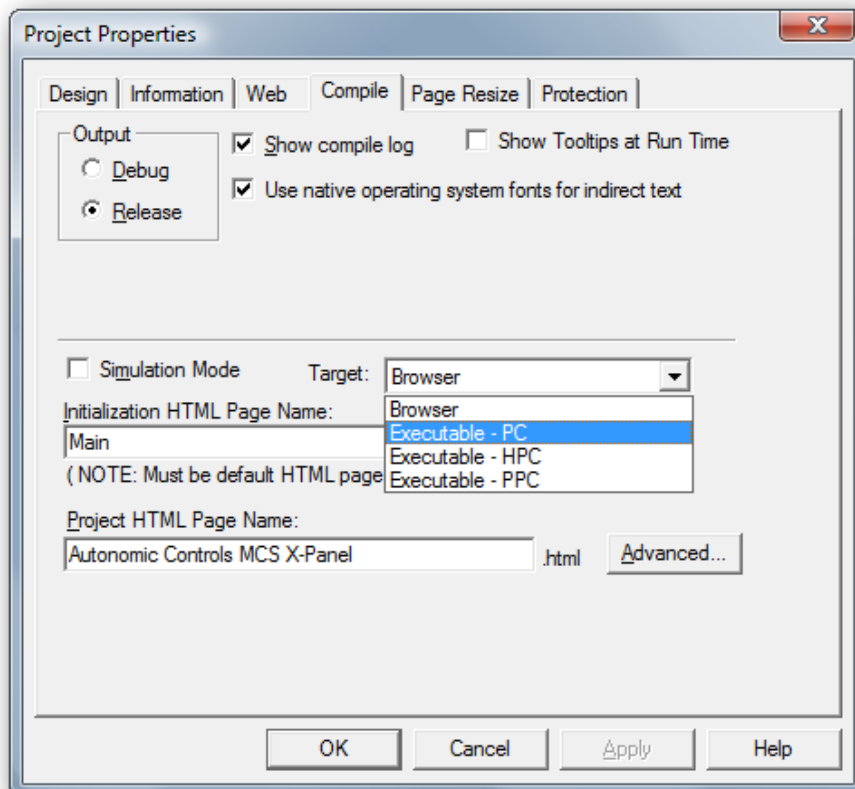 Project Properties
Design Information Web Compile Page Resize Protection
Output
Debug
Release
Show compile log
Show Tooltips at Run Time
Use native operating system fonts for indirect text
Simulation Mode
Target: Browser
Browser
Executable - PC
Executable - HPC
Executable - PPC
Initialization HTML Page Name:
Main
( NOTE: Must be default HTML page
Project HTML Page Name:
Autonomic Controls MCS X-Panel .html Advanced...
OK Cancel Apply Help